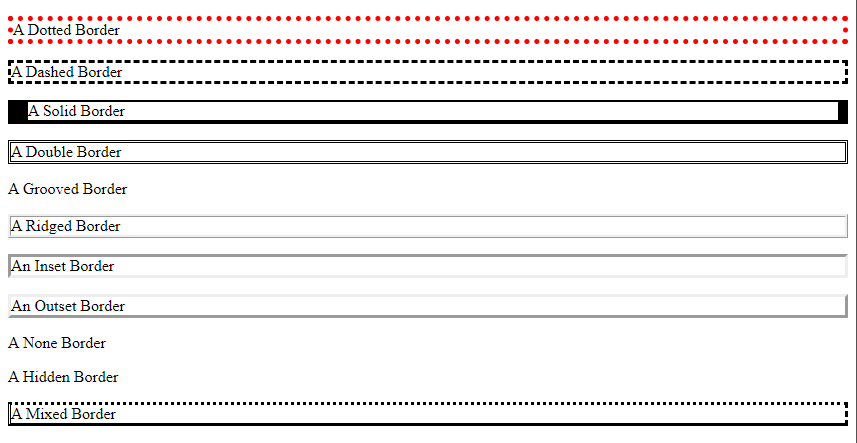 A Dotted Border
A Dashed Border
A Solid Border
A Double Border
A Grooved Border
A Ridged Border
An Inset Border
An Outset Border
A None Border
A Hidden Border
A Mixed Border